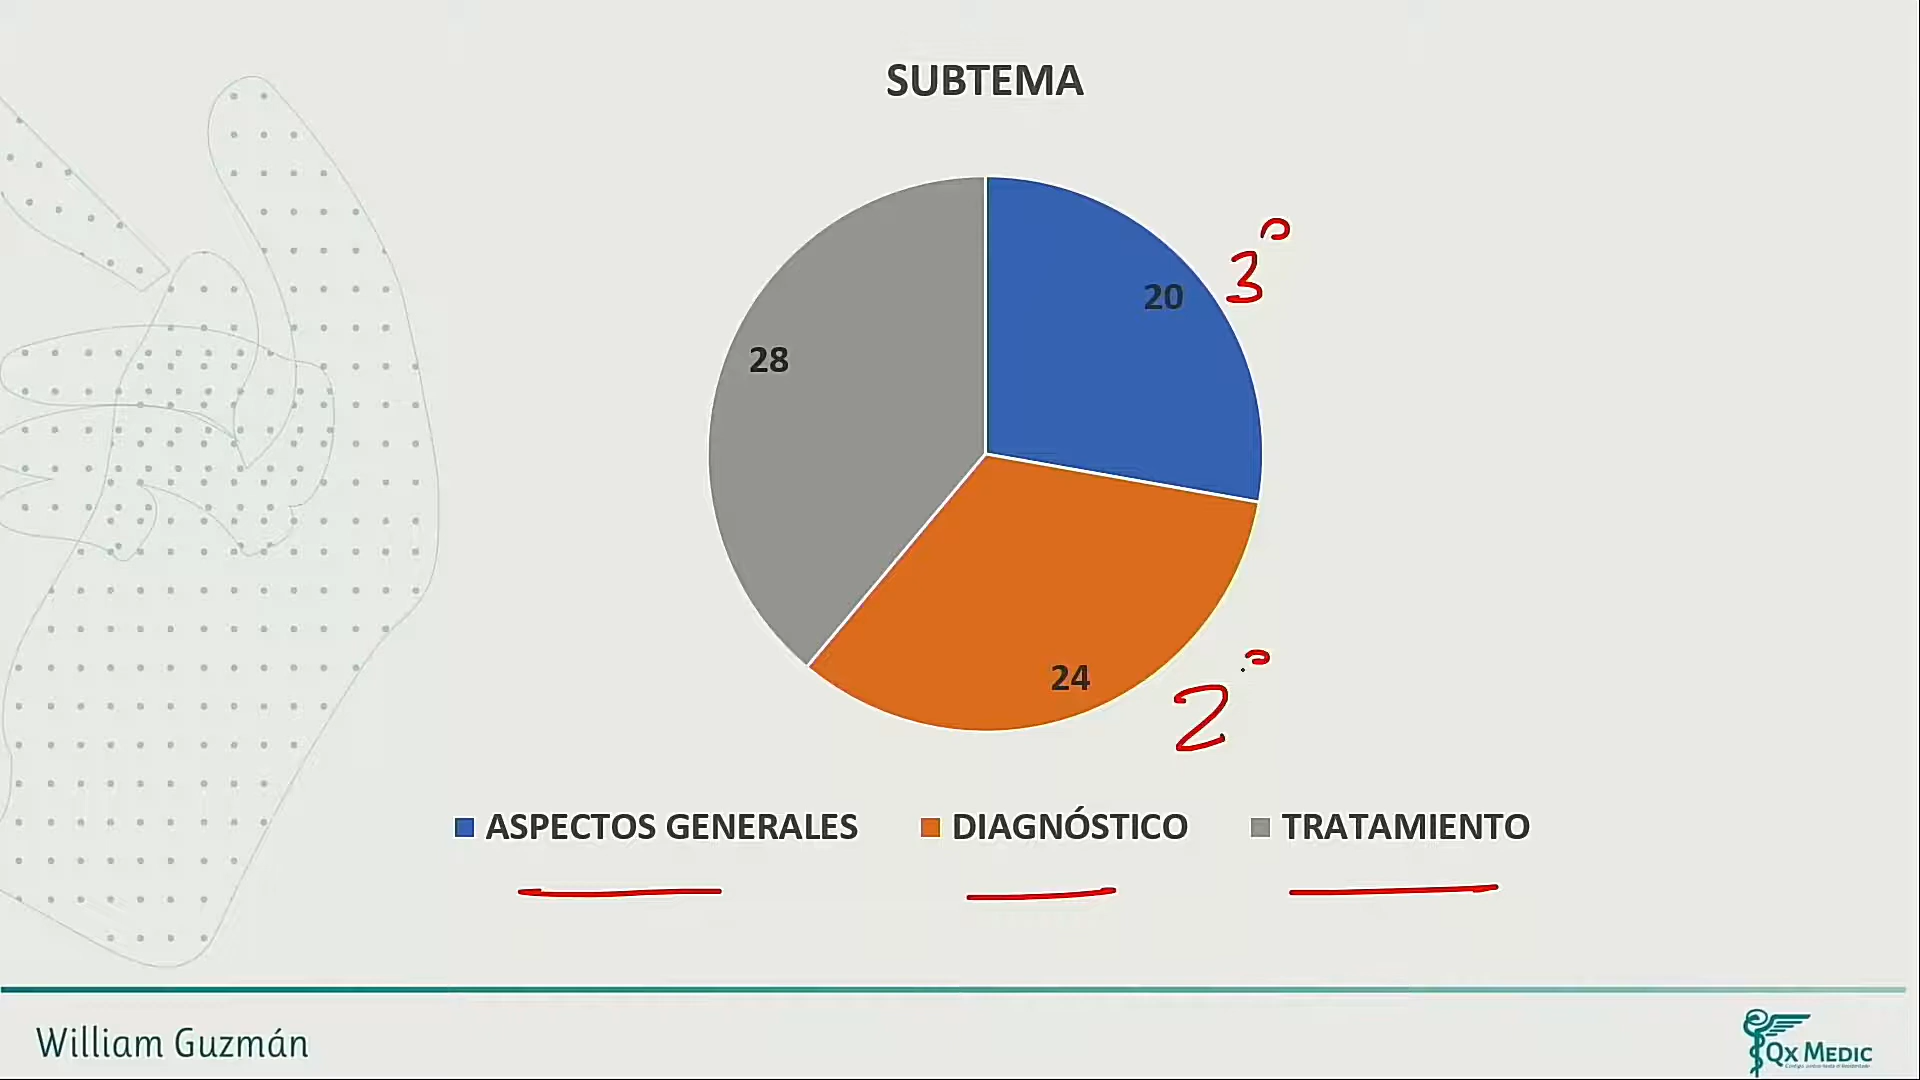 SUBTEMA
20
3°
28
24
2°
ASPECTOS GENERALES
DIAGNÓSTICO
TRATAMIENTO
William Guzmán
QX MEDIC